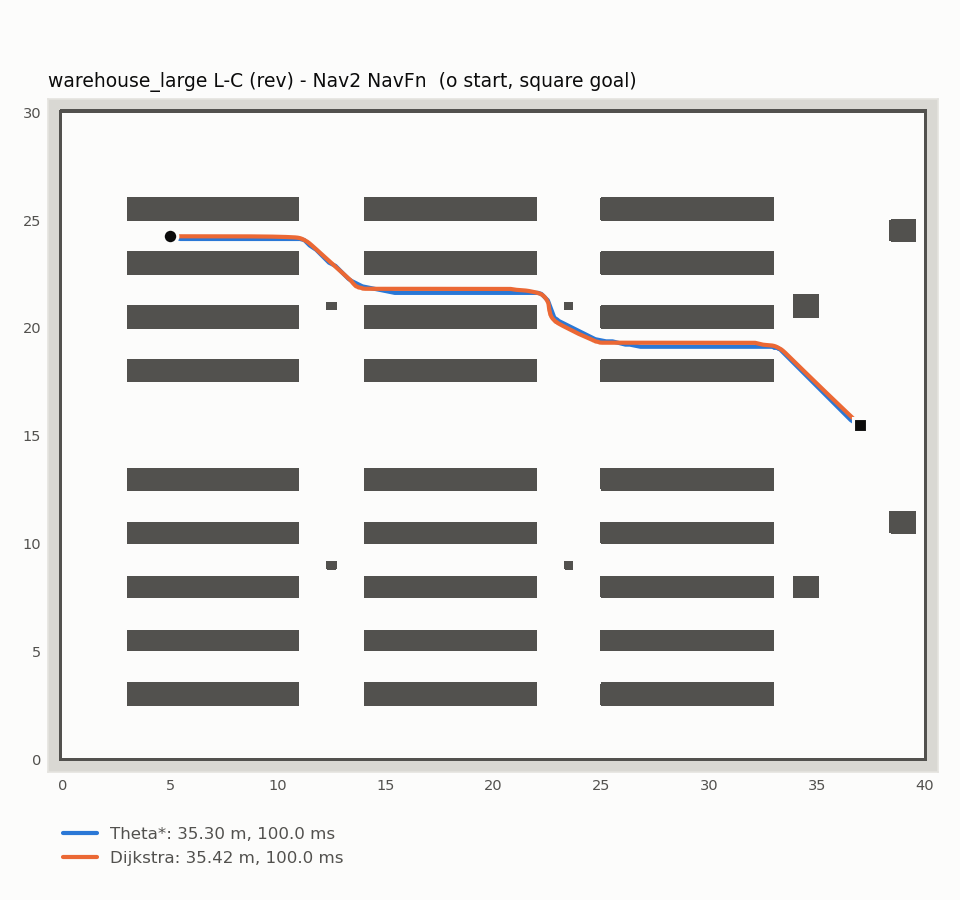 warehouse_large L-C (rev) - Nav2 NavFn  (o start, square goal)
30
25
20
15
10
5
0
0 5 10 15 20 25 30 35 40
Theta*: 35.30 m, 100.0 ms
Dijkstra: 35.42 m, 100.0 ms